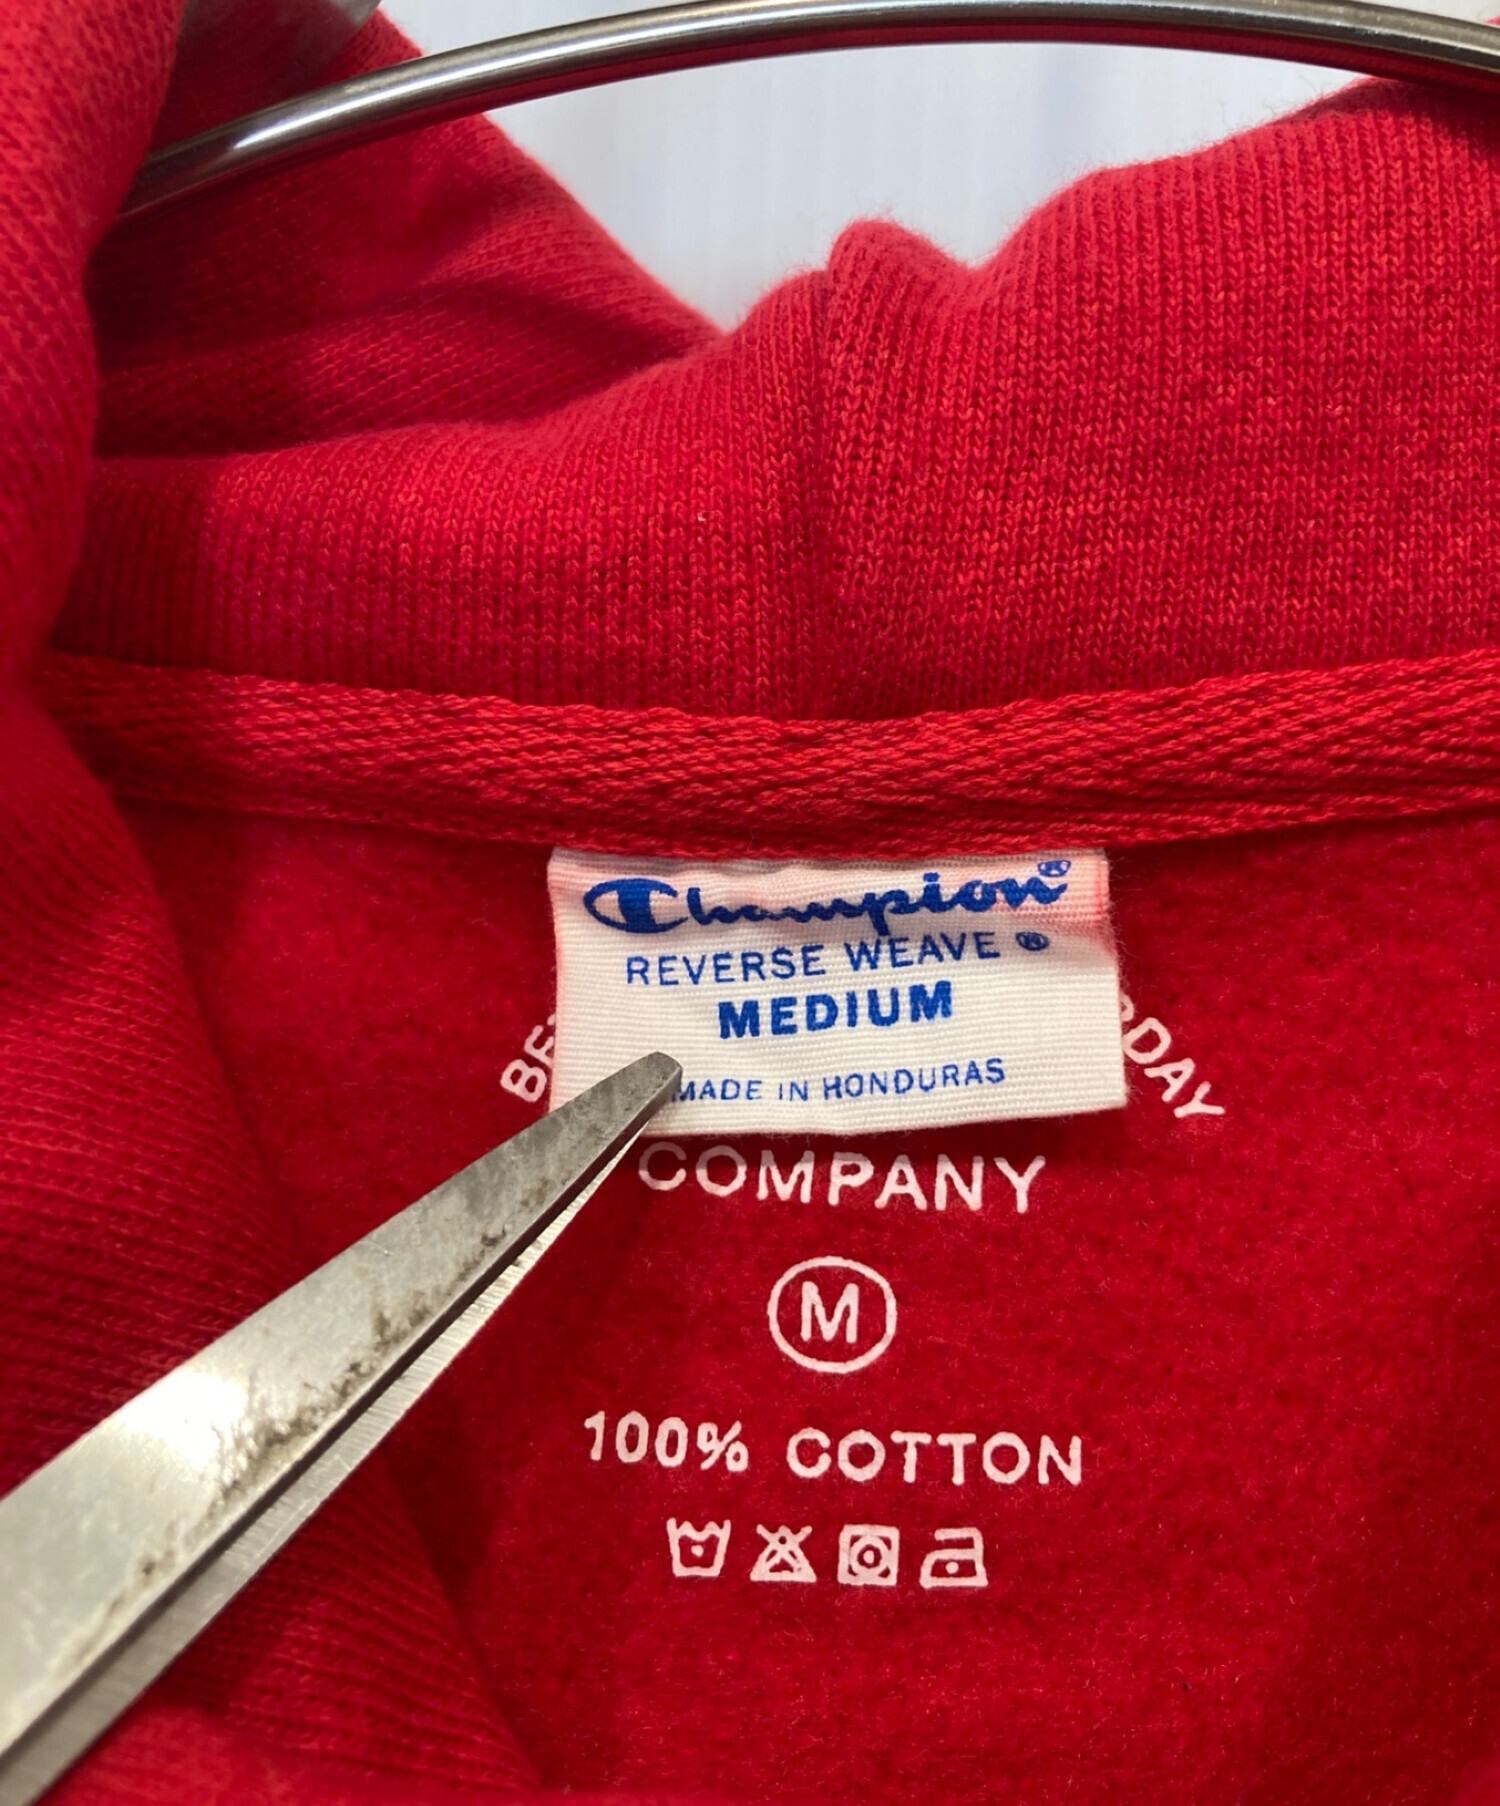 Champion®
REVERSE WEAVE ®
MEDIUM
MADE IN HONDURAS
COMPANY
M
100% COTTON